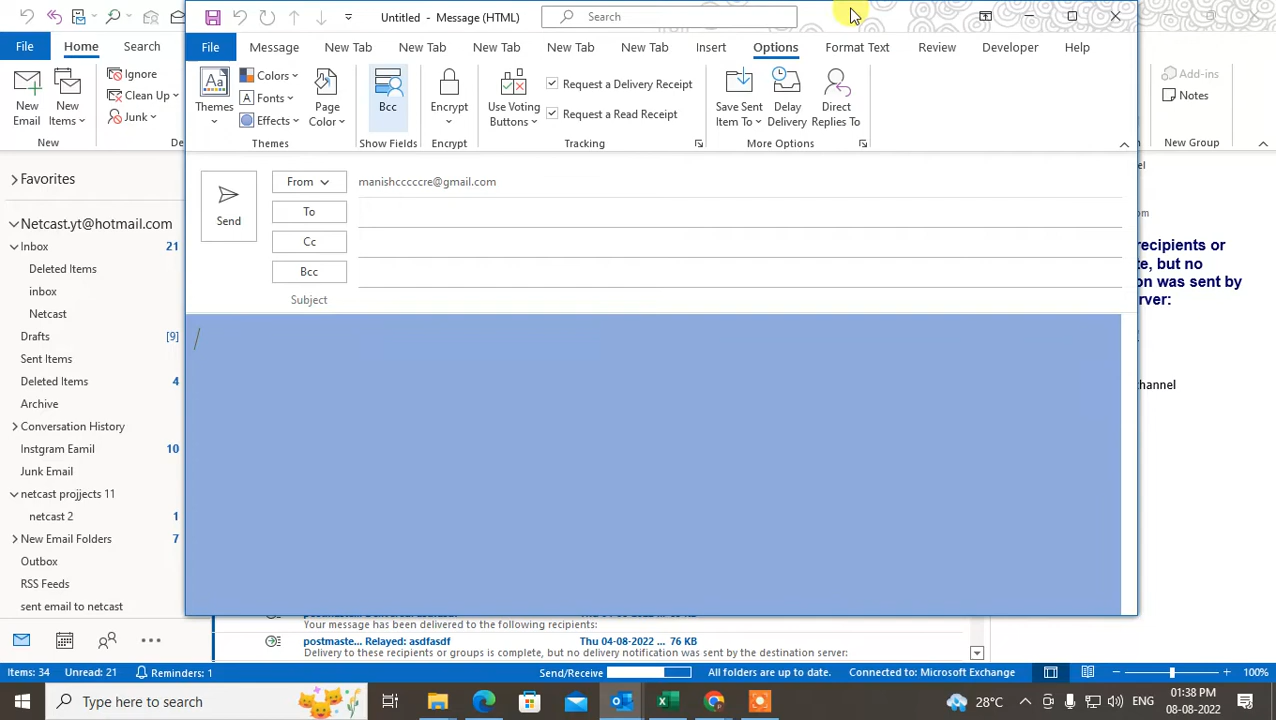 Untitled - Message (HTML)
Search
File
Home
Search
File
Message
New Tab
New Tab
New Tab
New Tab
New Tab
Insert
Options
Format Text
Review
Developer
Help
New Email
New Items
Ignore
Clean Up
Junk
New
Themes
Colors
Fonts
Effects
Page Color
Themes
Bcc
Show Fields
Encrypt
Encrypt
Use Voting Buttons
Request a Delivery Receipt
Request a Read Receipt
Tracking
Save Sent Item To
Delay Delivery
Direct Replies To
More Options
Add-ins
Notes
New Group
Send
From
manishcccccre@gmail.com
To
Cc
Bcc
Subject
Favorites
Netcast.yt@hotmail.com
Inbox 21
Deleted Items
inbox
Netcast
Drafts [9]
Sent Items
Deleted Items 4
Archive
Conversation History
Instgram Eamil 10
Junk Email
netcast projjects 11
netcast 2 1
New Email Folders 7
Outbox
RSS Feeds
sent email to netcast
recipients or
but no
was sent by
Your message has been delivered to the following recipients:
postmaste... Relayed: asdfasdf Thu 04-08-2022 ... 76 KB
Delivery to these recipients or groups is complete, but no delivery notification was sent by the destination server:
Items: 34 Unread: 21 Reminders: 1 Send/Receive All folders are up to date. Connected to: Microsoft Exchange 100%
Type here to search
28°C
ENG
01:38 PM
08-08-2022